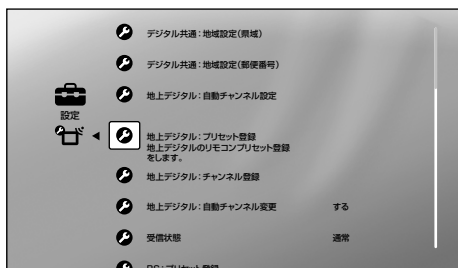 デジタル共通：地域設定（県域）
デジタル共通：地域設定（郵便番号）
地上デジタル：自動チャンネル設定
設定
地上デジタル：プリセット登録
地上デジタルのリモコンプリセット登録
をします。
地上デジタル：チャンネル登録
地上デジタル：自動チャンネル変更 する
受信状態 通常